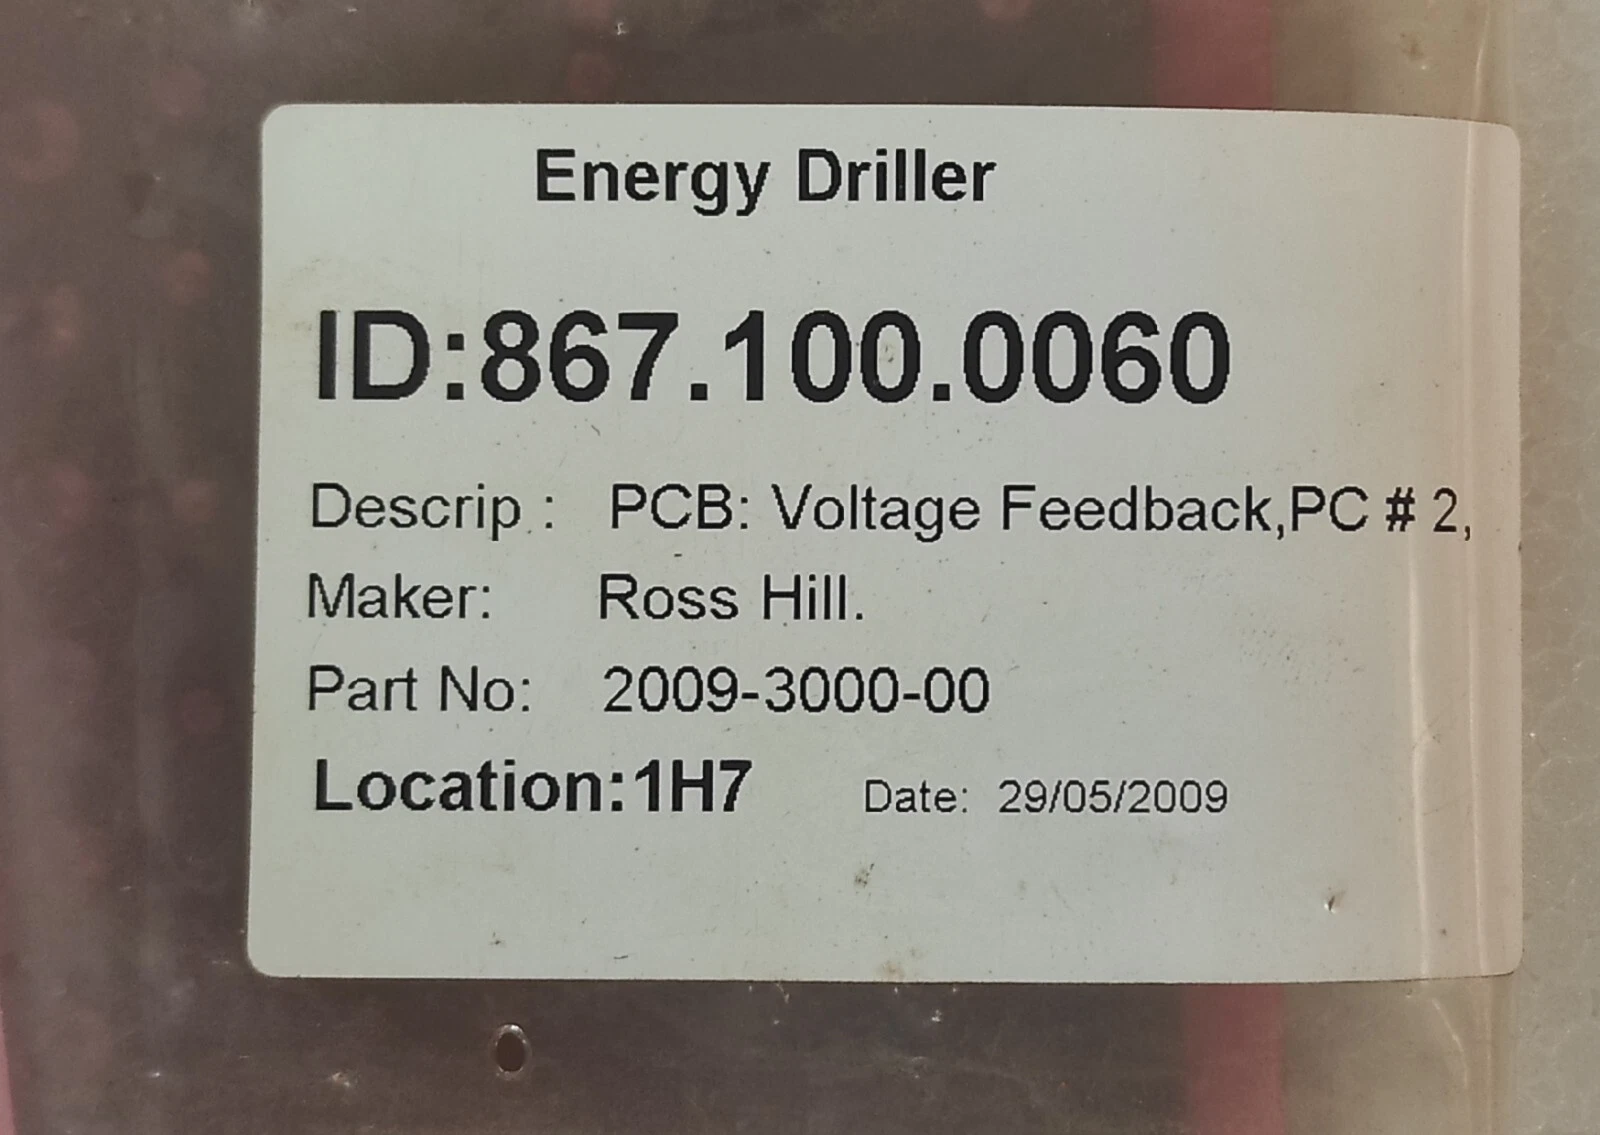 Energy Driller
ID:867.100.0060
Descrip : PCB: Voltage Feedback,PC # 2,
Maker: Ross Hill.
Part No: 2009-3000-00
Location:1H7 Date: 29/05/2009